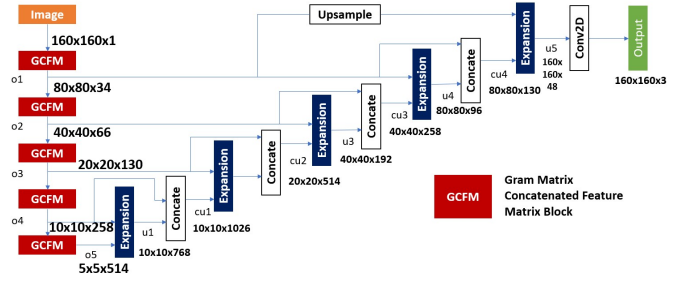 Image
Upsample
160x160x1
GCFM
o1
80x80x34
GCFM
o2
40x40x66
GCFM
o3
20x20x130
GCFM
o4
10x10x258
GCFM
o5
5x5x514
Expansion
u1
10x10x768
Concate
cu1
Expansion
10x10x1026
Concate
cu2
20x20x514
Expansion
u3
40x40x192
Concate
cu3
40x40x258
Expansion
u4
80x80x96
Concate
cu4
80x80x130
Expansion
u5
160x
160x
48
Conv2D
Output
160x160x3
GCFM
Gram Matrix
Concatenated Feature
Matrix Block